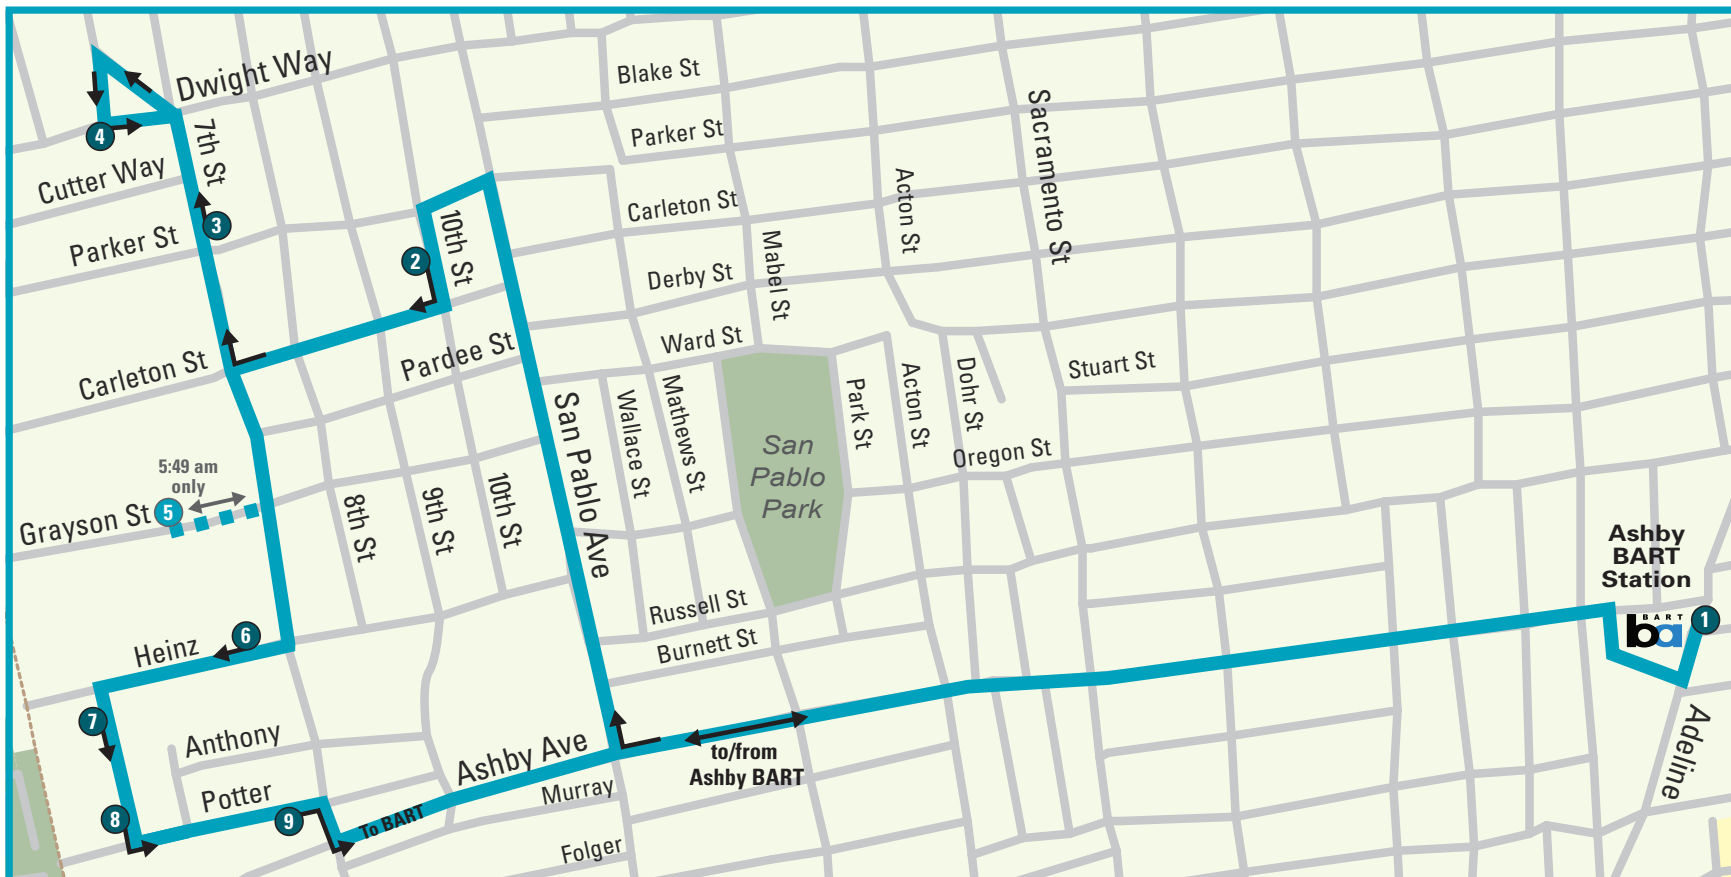 Dwight Way
Blake St
Parker St
7th St
4
Cutter Way
Sacramento St
3
Parker St
Carleton St
Acton St
10th St
2
Mabel St
Derby St
Ward St
Pardee St
Carleton St
Stuart St
Dohr St
Acton St
Park St
Mathews St
Wallace St
San Pablo Ave
San
Pablo
Park
Oregon St
5:49 am
only
Grayson St
5
8th St
9th St
10th St
Ashby
BART
Station
BART
ba
1
Russell St
Burnett St
Heinz
6
7
Anthony
Ashby Ave
to/from
Ashby BART
Adeline
Potter
Murray
8
9
To BART
Folger